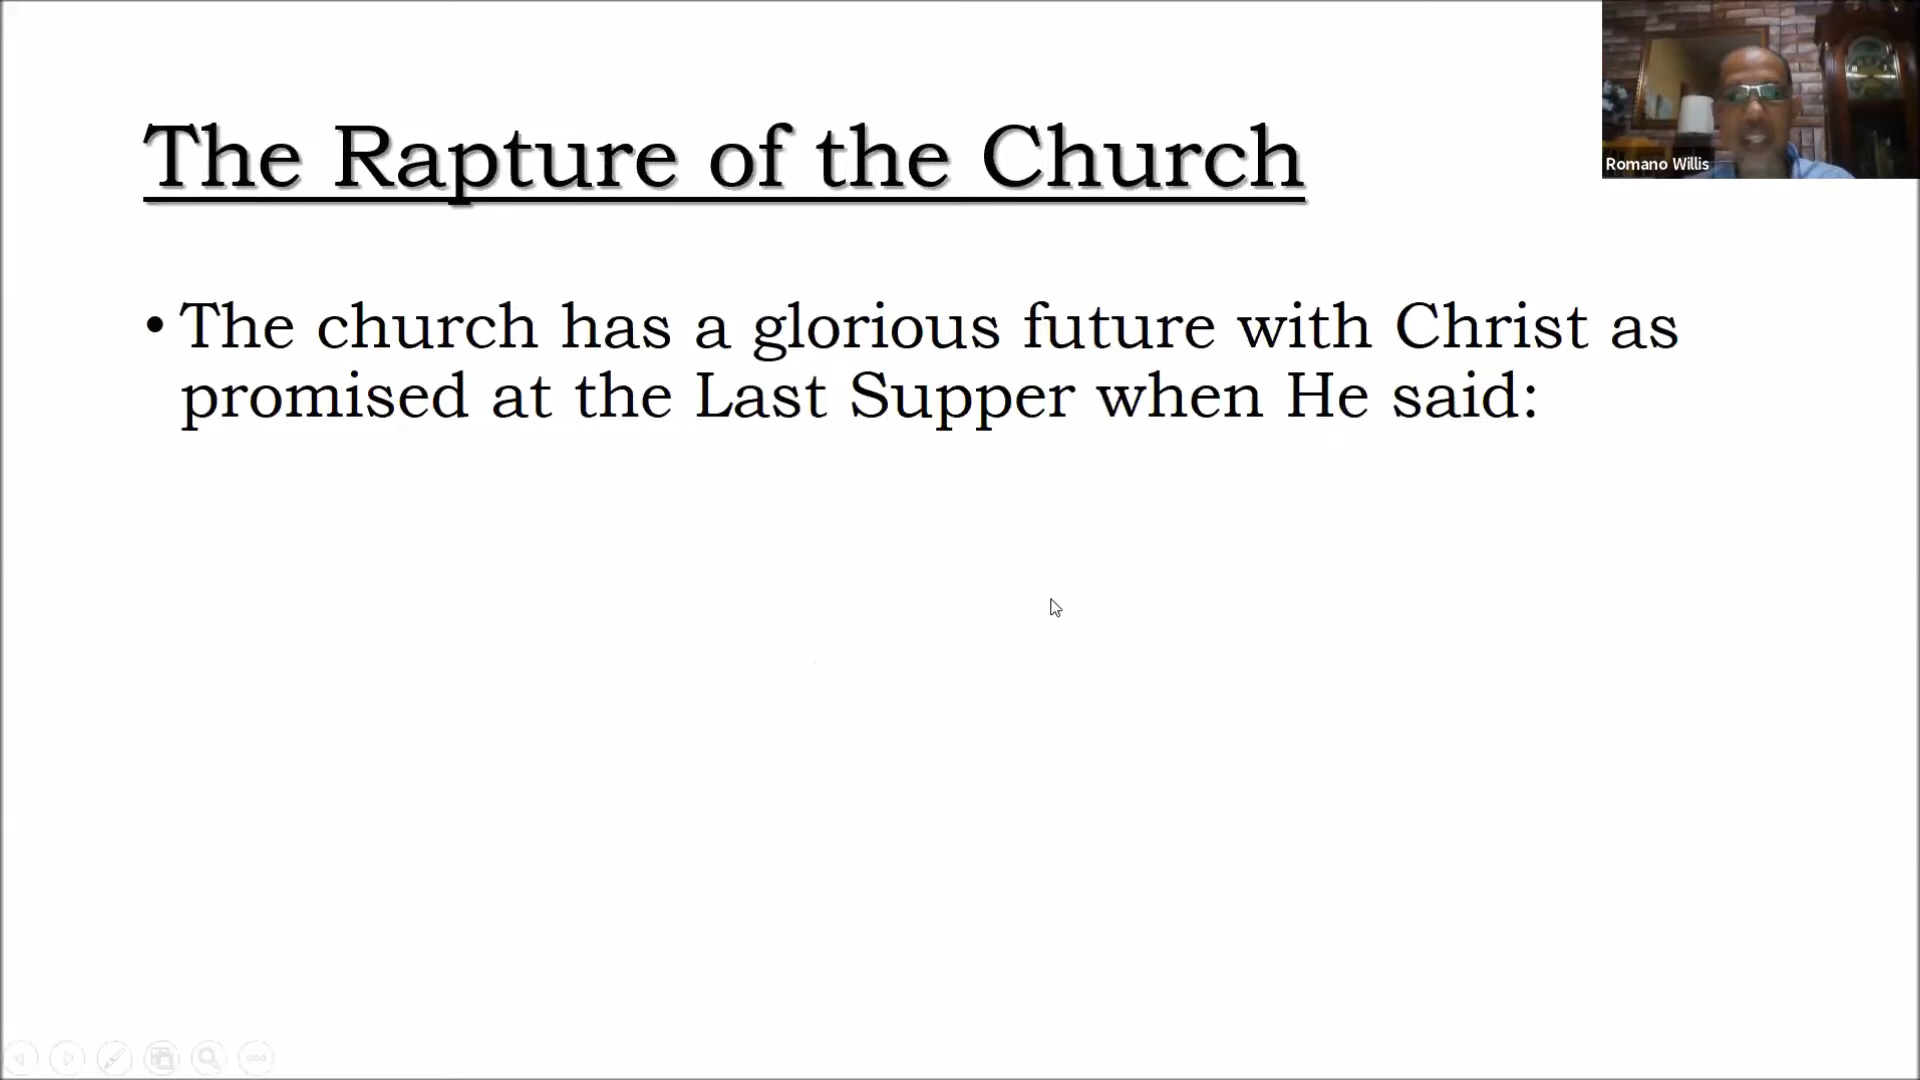 The Rapture of the Church
Romano Willis
• The church has a glorious future with Christ as
promised at the Last Supper when He said: